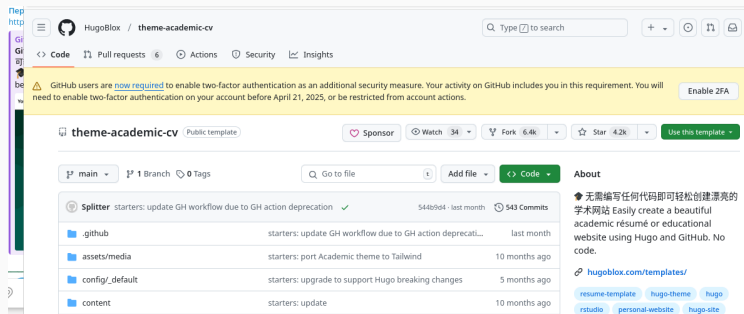 Пер
http
HugoBlox / theme-academic-cv
Type / to search
Code Pull requests 6 Actions Security Insights
GitHub users are now required to enable two-factor authentication as an additional security measure. Your activity on GitHub includes you in this requirement. You will
need to enable two-factor authentication on your account before April 21, 2025, or be restricted from account actions.
Enable 2FA
theme-academic-cv Public template
Sponsor Watch 34 Fork 6.4k Star 4.2k Use this template
main 1 Branch 0 Tags Go to file Add file Code
About
Splitter starters: update GH workflow due to GH action deprecation 544b9d4 · last month 543 Commits
.github starters: update GH workflow due to GH action deprecati... last month
assets/media starters: port Academic theme to Tailwind 10 months ago
config/_default starters: upgrade to support Hugo breaking changes 5 months ago
content starters: update 10 months ago
🎓 无需编写任何代码即可轻松创建漂亮的
学术网站 Easily create a beautiful
academic résumé or educational
website using Hugo and GitHub. No
code.
hugoblox.com/templates/
resume-template hugo-theme hugo
rstudio personal-website hugo-site